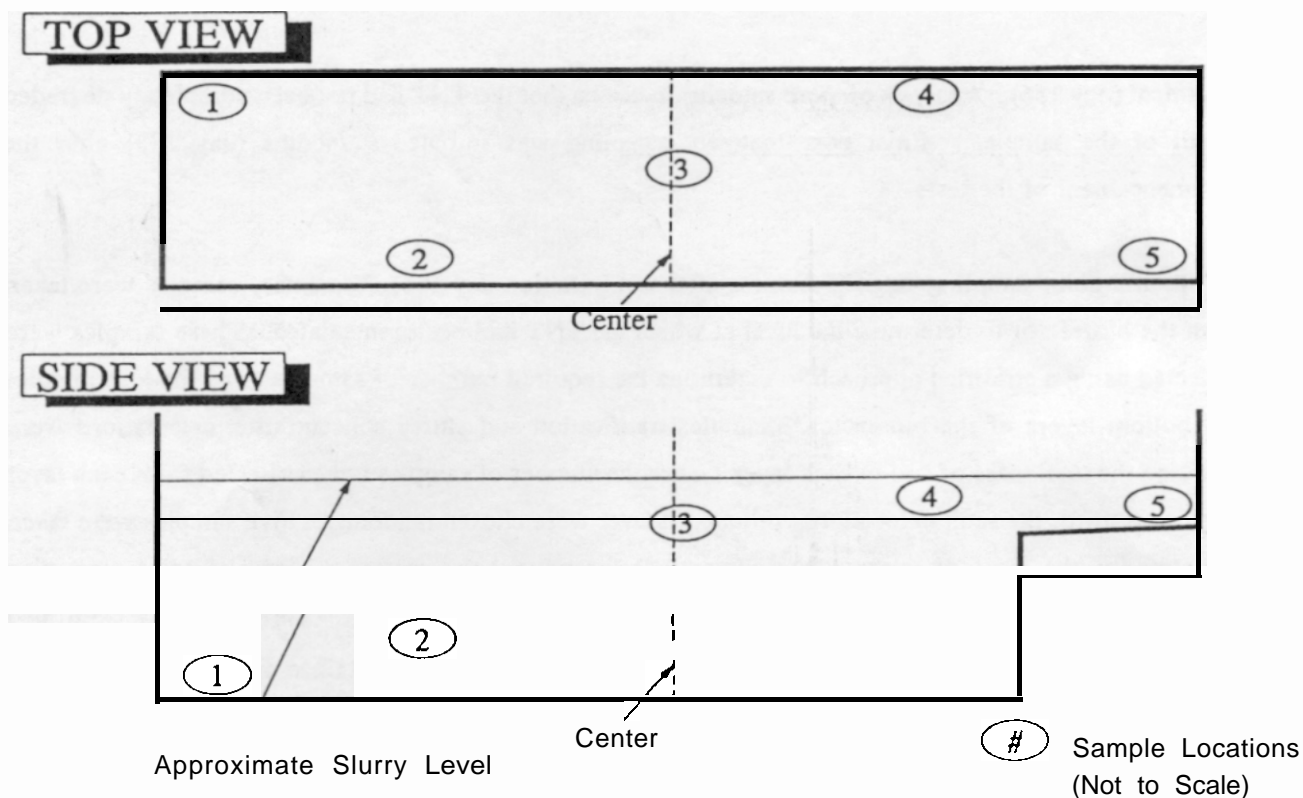 TOP VIEW
1
4
3
2
5
Center
SIDE VIEW
4
5
3
2
1
Center
Approximate Slurry Level
# Sample Locations
(Not to Scale)